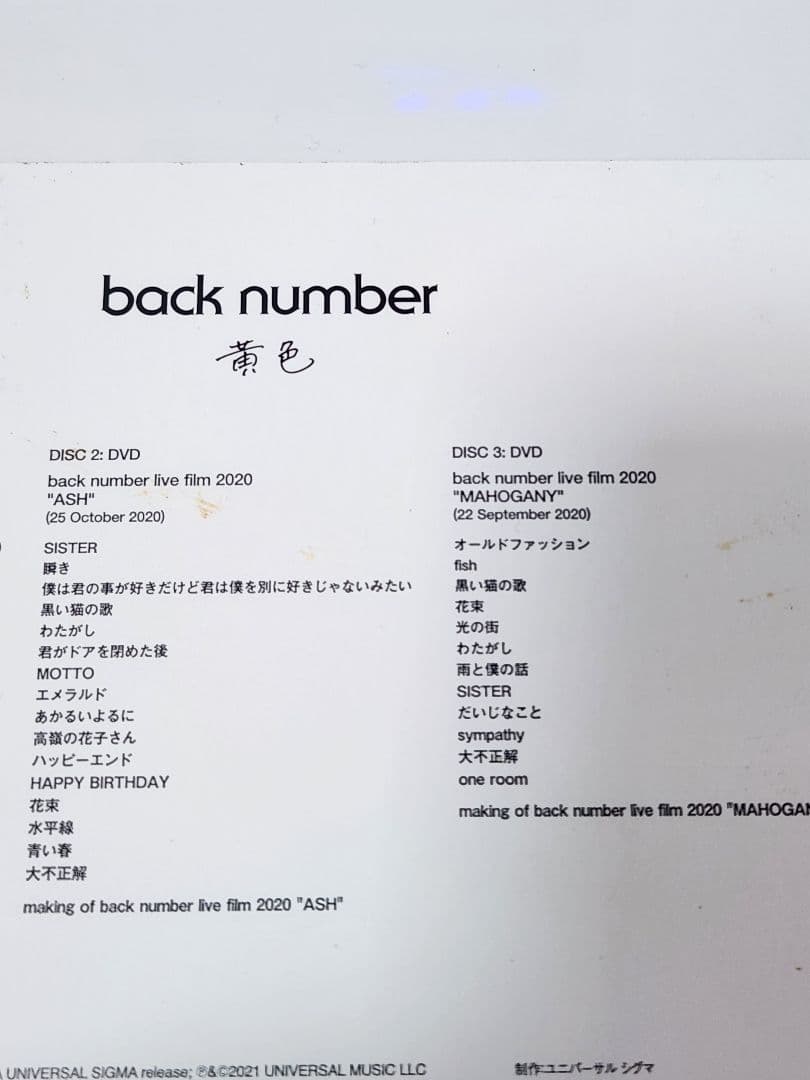 back number
黄色
DISC 2: DVD
back number live film 2020
"ASH"
(25 October 2020)
SISTER
瞬き
僕は君の事が好きだけど君は僕を別に好きじゃないみたい
黒い猫の歌
わたがし
君がドアを閉めた後
MOTTO
エメラルド
あかるいよるに
高嶺の花子さん
ハッピーエンド
HAPPY BIRTHDAY
花束
水平線
青い春
大不正解
making of back number live film 2020 "ASH"
DISC 3: DVD
back number live film 2020
"MAHOGANY"
(22 September 2020)
オールドファッション
fish
黒い猫の歌
花束
光の街
わたがし
雨と僕の話
SISTER
だいじなこと
sympathy
大不正解
one room
making of back number live film 2020 "MAHOGAN
UNIVERSAL SIGMA release; ℗&©2021 UNIVERSAL MUSIC LLC
制作:ユニバーサル シグマ